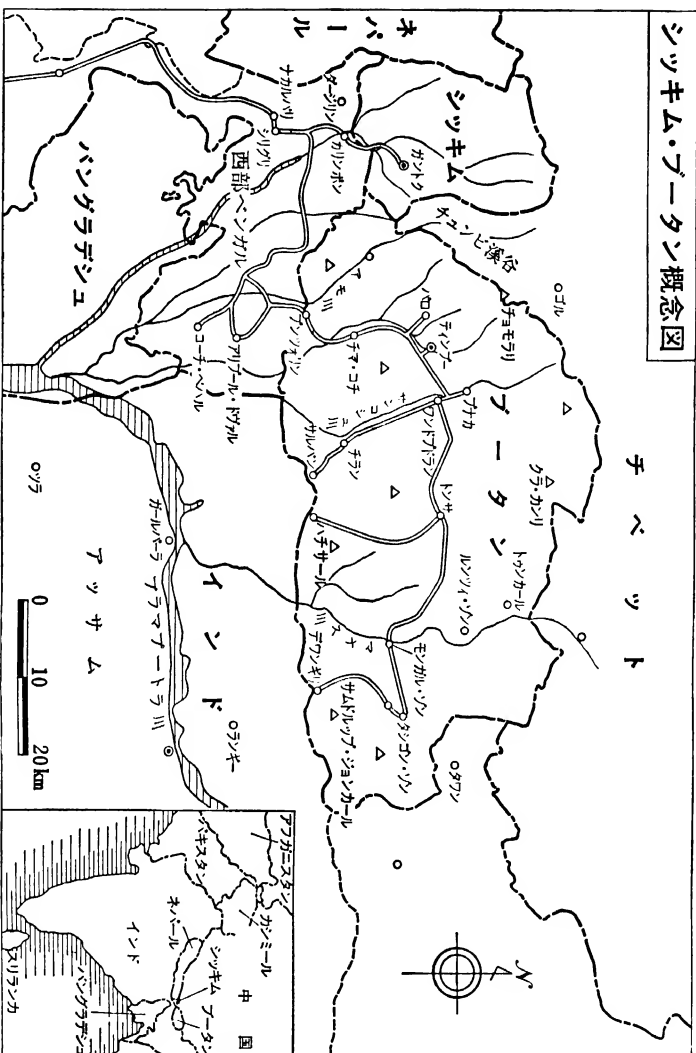 シッキム・ブータン概念図
チベット
ネパール
シッキム
ダージリン
ガントク
カリンポン
ナカルバリ
シリグリ
西部ベンガル
バングラデシュ
チュンビ渓谷
ゴル
チョモラリ
パロ
ティンプー
アモ川
プンツォリン
チマ・コチ
アリプール・ドゥアル
コーチ・ベハル
プナカ
ワンドプドラン
サンコシュ川
チラン
サルバン
ブータン
クラ・カンリ
トンサ
ハチサール
トゥンカール
ルンツィ・ゾン
モンガル・ゾン
マナス川
デワンギリ
タシゴン・ゾン
サムドルップ・ジョンカール
タワン
インド
ランギー
ガールパーラ
ブラマプートラ川
アッサム
ツラ
0 10 20km
N
アフガニスタン
パキスタン
カシミール
中国
ネパール
シッキム
ブータン
インド
バングラデシュ
スリランカ